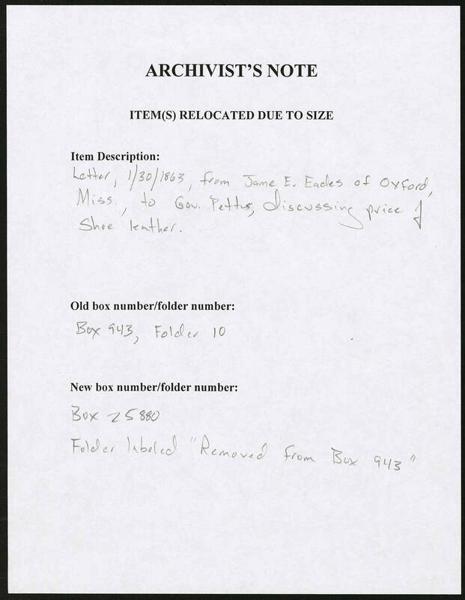 ARCHIVIST'S NOTE
ITEM(S) RELOCATED DUE TO SIZE
Item Description:
Letter, 1/30/1863, from Jame E. Eades of Oxford,
Miss., to Gov. Pettus, discussing price of
Shoe leather.
Old box number/folder number:
Box 943, Folder 10
New box number/folder number:
Box 25880
Folder labeled "Removed from Box 943"